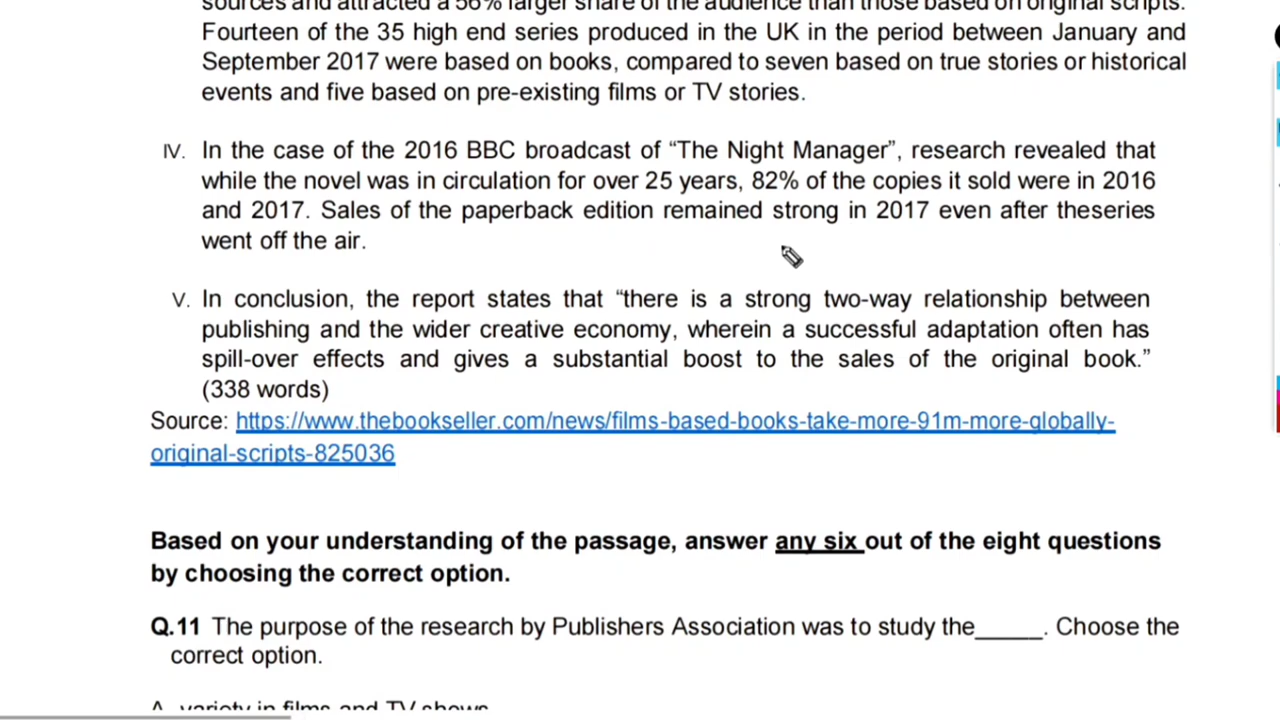 sources and attracted a 56% larger share of the audience than those based on original scripts.
Fourteen of the 35 high end series produced in the UK in the period between January and
September 2017 were based on books, compared to seven based on true stories or historical
events and five based on pre-existing films or TV stories.
IV. In the case of the 2016 BBC broadcast of “The Night Manager”, research revealed that
while the novel was in circulation for over 25 years, 82% of the copies it sold were in 2016
and 2017. Sales of the paperback edition remained strong in 2017 even after theseries
went off the air.
V. In conclusion, the report states that “there is a strong two-way relationship between
publishing and the wider creative economy, wherein a successful adaptation often has
spill-over effects and gives a substantial boost to the sales of the original book.”
(338 words)
Source: https://www.thebookseller.com/news/films-based-books-take-more-91m-more-globally-
original-scripts-825036
Based on your understanding of the passage, answer any six out of the eight questions
by choosing the correct option.
Q.11 The purpose of the research by Publishers Association was to study the_____. Choose the
correct option.
A. variety in films and TV shows